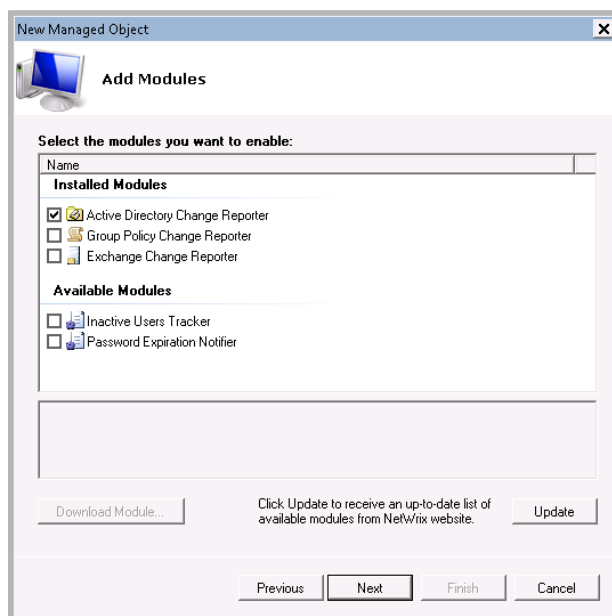 New Managed Object
Add Modules
Select the modules you want to enable:
Name
Installed Modules
Active Directory Change Reporter
Group Policy Change Reporter
Exchange Change Reporter
Available Modules
Inactive Users Tracker
Password Expiration Notifier
Download Module...
Click Update to receive an up-to-date list of
available modules from NetWrix website.
Update
Previous
Next
Finish
Cancel